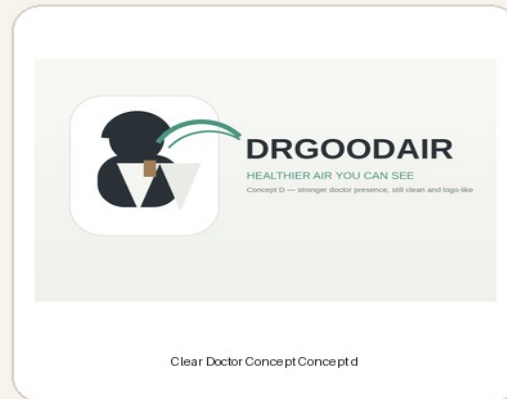 DRGOODAIR
HEALTHIER AIR YOU CAN SEE
Concept D — stronger doctor presence, still clean and logo-like
Clear Doctor Concept Concept d